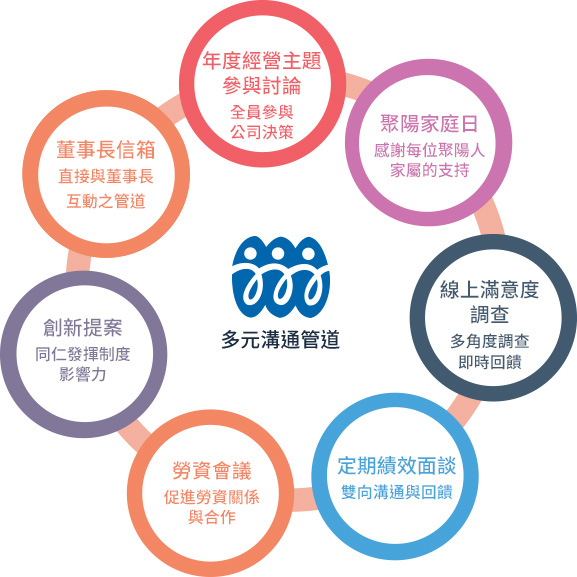 年度經營主題
參與討論
全員參與
公司決策
聚陽家庭日
感謝每位聚陽人
家屬的支持
線上滿意度
調查
多角度調查
即時回饋
定期績效面談
雙向溝通與回饋
勞資會議
促進勞資關係
與合作
創新提案
同仁發揮制度
影響力
董事長信箱
直接與董事長
互動之管道
多元溝通管道